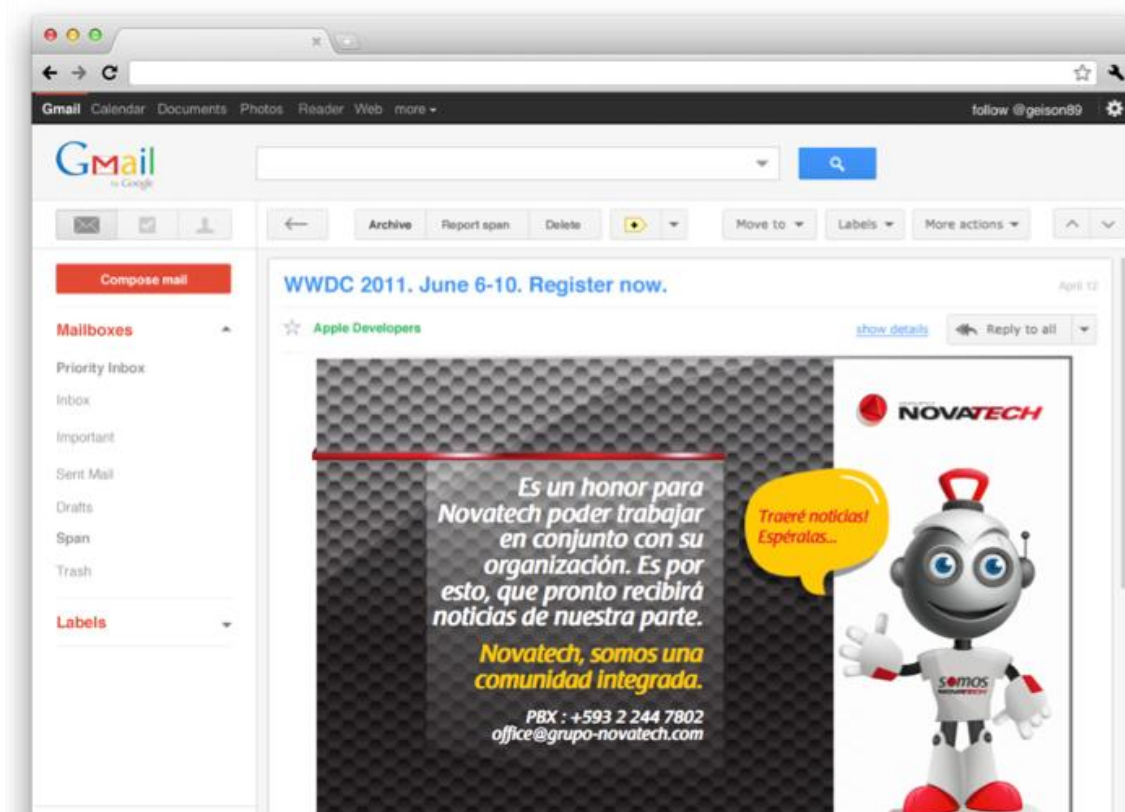 Gmail Calendar Documents Photos Reader Web more
follow @geison89
Gmail
by Google
Archive Report span Delete Move to Labels More actions
Compose mail
WWDC 2011. June 6-10. Register now.
April 12
Mailboxes
Apple Developers
show details Reply to all
Priority Inbox
Inbox
Important
Sent Mail
Drafts
Span
Trash
Labels
GRUPO
NOVATECH
Es un honor para
Novatech poder trabajar
en conjunto con su
organización. Es por
esto, que pronto recibirá
noticias de nuestra parte.
Novatech, somos una
comunidad integrada.
PBX : +593 2 244 7802
office@grupo-novatech.com
Traeré noticias!
Espéralas...
somos
NOVATECH